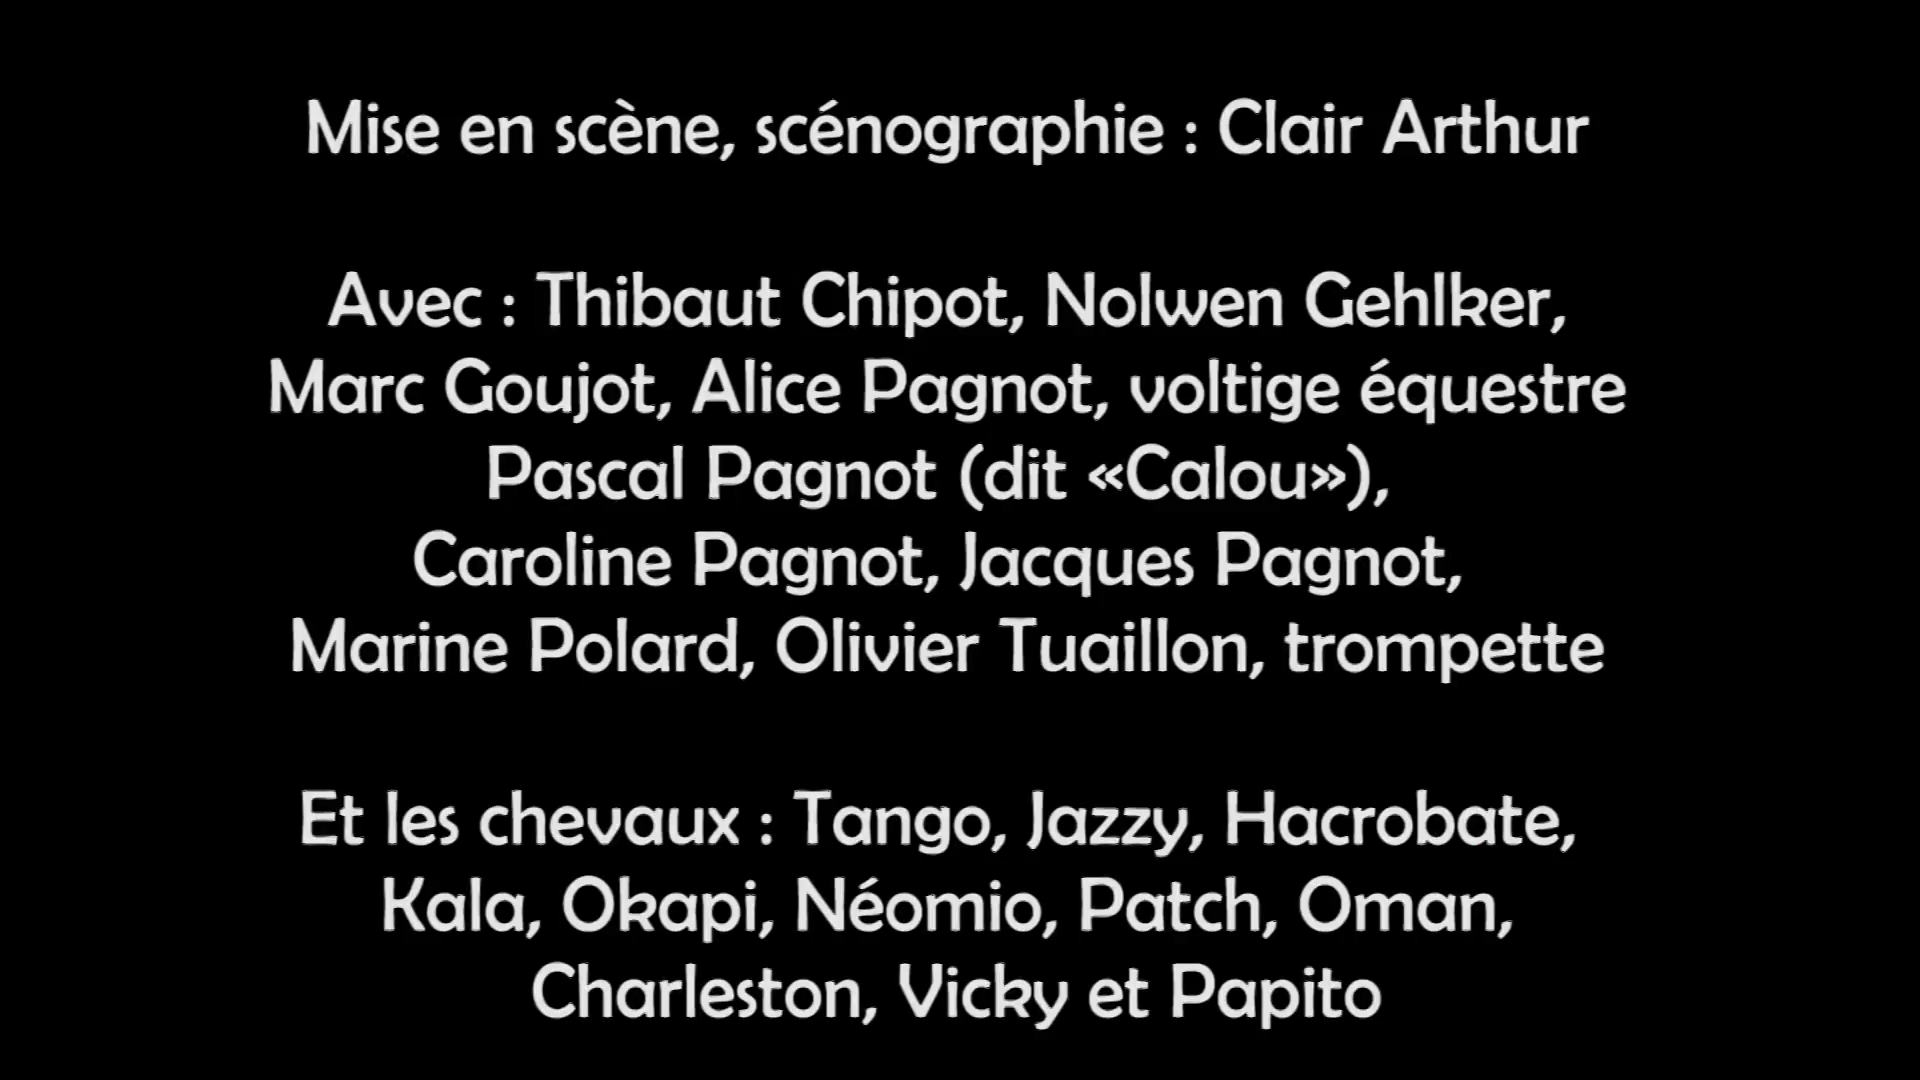 Mise en scène, scénographie : Clair Arthur
Avec : Thibaut Chipot, Nolwen Gehlker,
Marc Goujot, Alice Pagnot, voltige équestre
Pascal Pagnot (dit «Calou»),
Caroline Pagnot, Jacques Pagnot,
Marine Polard, Olivier Tuaillon, trompette
Et les chevaux : Tango, Jazzy, Hacrobate,
Kala, Okapi, Néomio, Patch, Oman,
Charleston, Vicky et Papito